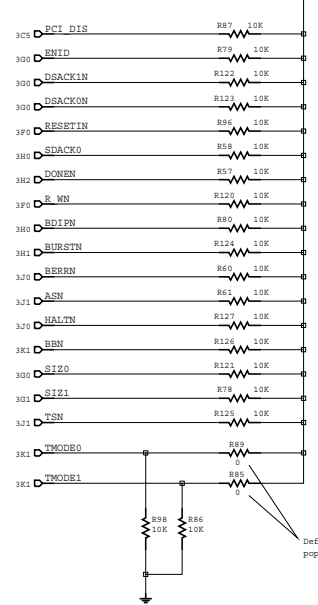 3C5 PCI_DIS R87 10K
3G0 ENID R79 10K
3G0 DSACK1N R122 10K
3G0 DSACK0N R123 10K
3F0 RESETIN R96 10K
3H0 SDACK0 R58 10K
3H2 DONEN R57 10K
3F0 R_WN R120 10K
3H0 BDIPN R80 10K
3H1 BURSTN R124 10K
3J0 BERRN R60 10K
3J1 ASN R61 10K
3J0 HALTN R127 10K
3K1 BBN R126 10K
3G0 SIZ0 R121 10K
3G1 SIZ1 R78 10K
3J1 TSN R125 10K
3K1 TMODE0 R89 0
3K1 TMODE1 R85 0
R98 R86
10K 10K
Def
pop